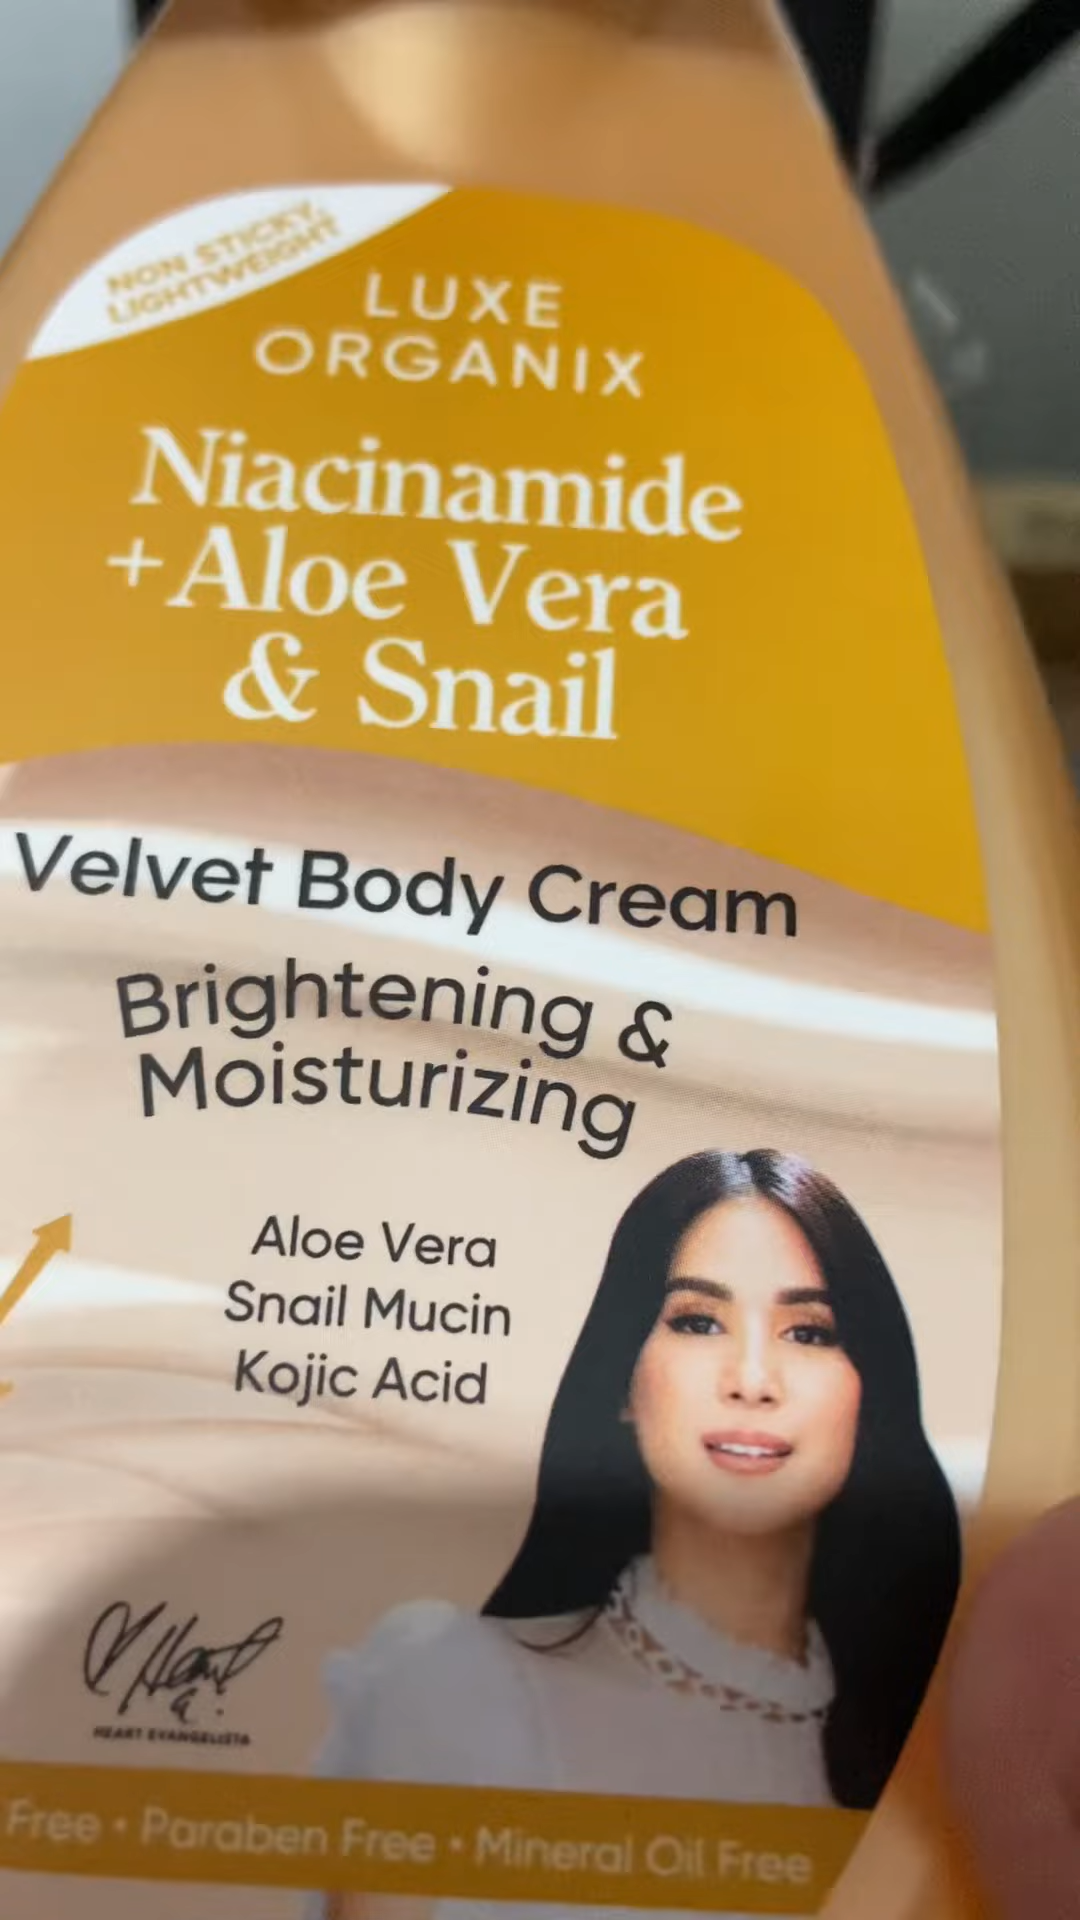 NON STICKY,
LIGHTWEIGHT
LUXE
ORGANIX
Niacinamide
+Aloe Vera
& Snail
Velvet Body Cream
Brightening &
Moisturizing
Aloe Vera
Snail Mucin
Kojic Acid
Heart
HEART EVANGELISTA
Free • Paraben Free • Mineral Oil Free